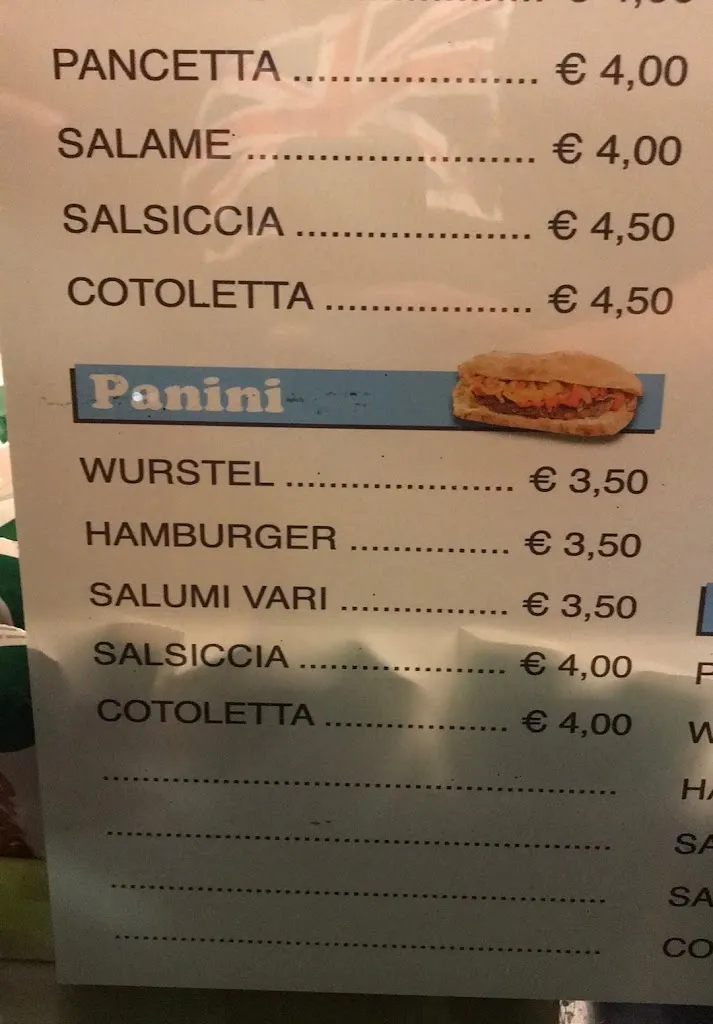 PANCETTA ................... € 4,00
SALAME ....................... € 4,00
SALSICCIA ................... € 4,50
COTOLETTA ................. € 4,50
Panini
WURSTEL .................... € 3,50
HAMBURGER .............. € 3,50
SALUMI VARI ............... € 3,50
SALSICCIA .................... € 4,00
COTOLETTA .................. € 4,00